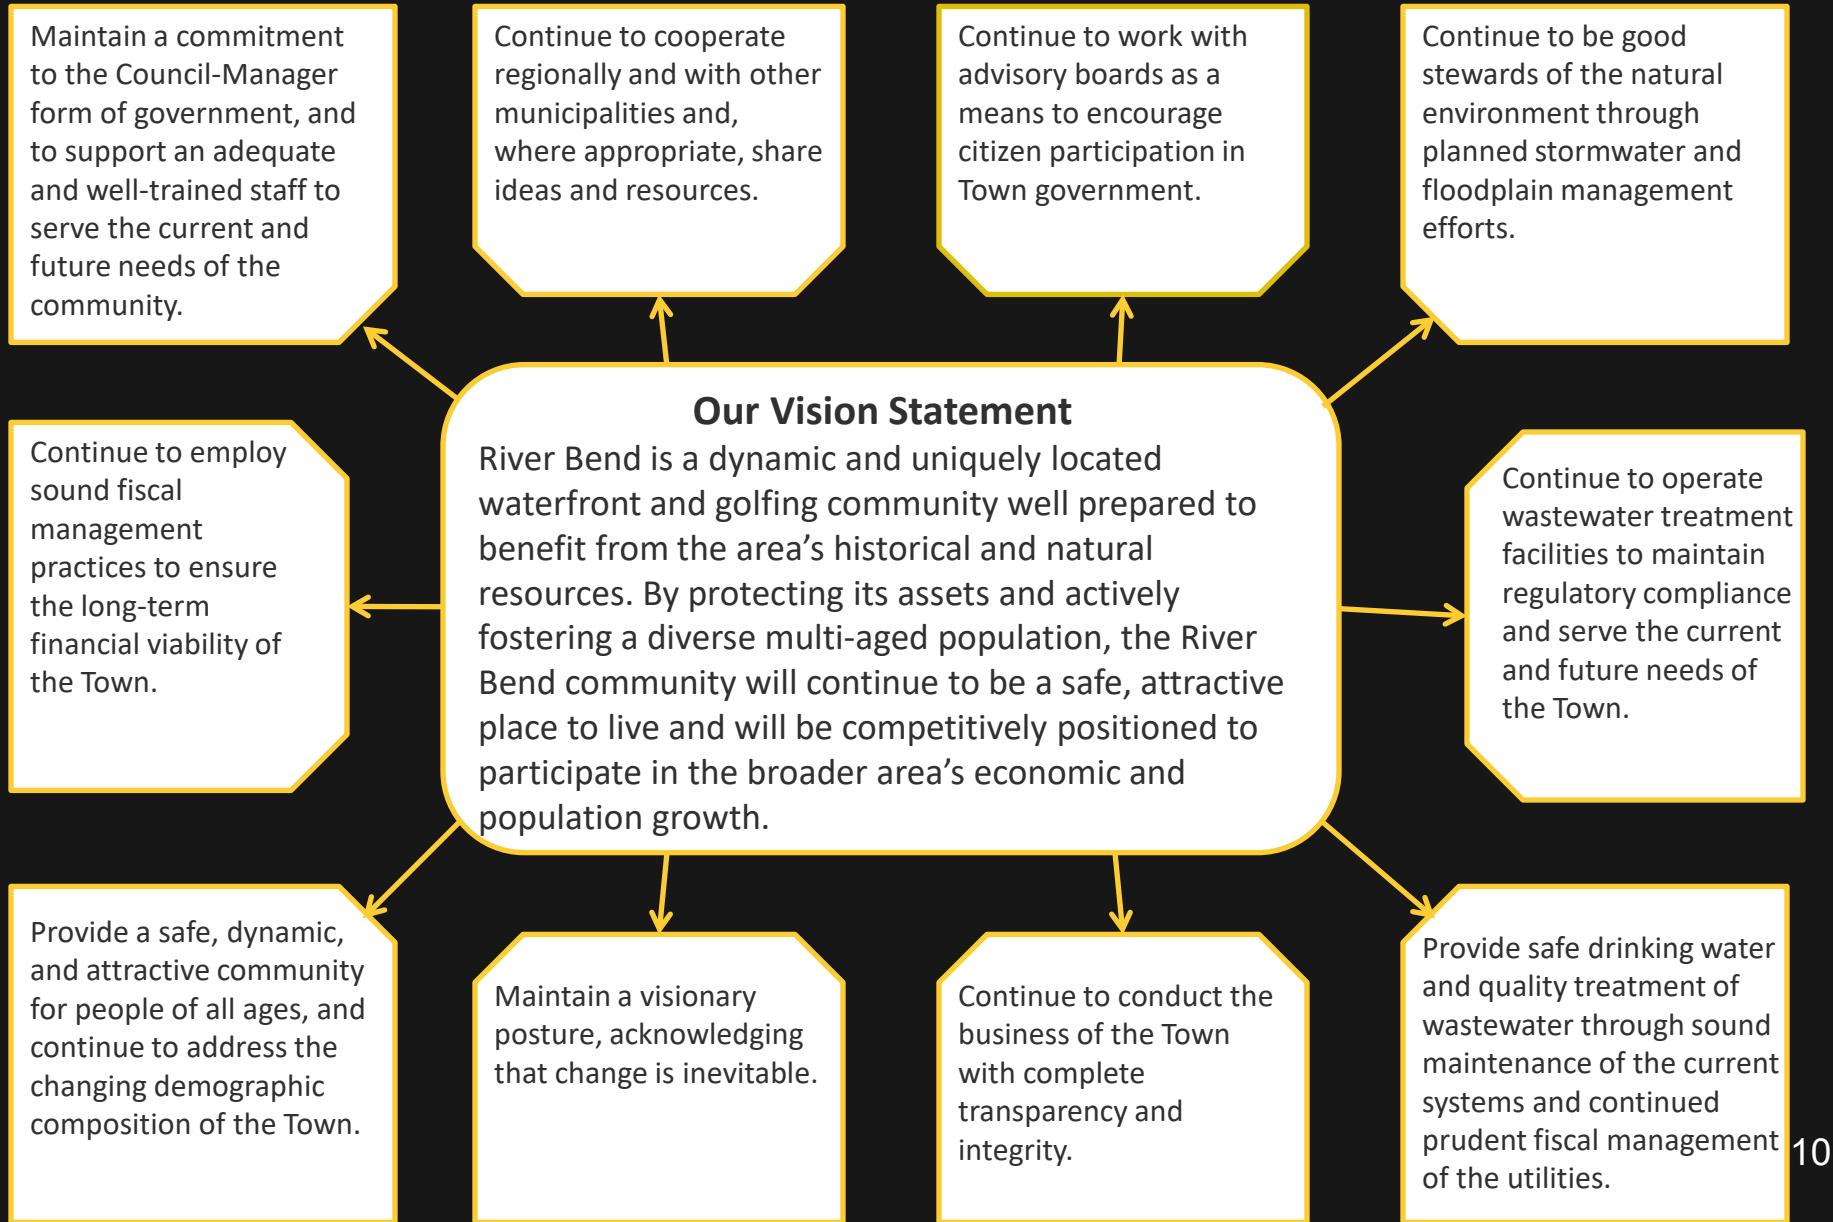 Maintain a commitment
to the Council-Manager
form of government, and
to support an adequate
and well-trained staff to
serve the current and
future needs of the
community.
Continue to cooperate
regionally and with other
municipalities and,
where appropriate, share
ideas and resources.
Continue to work with
advisory boards as a
means to encourage
citizen participation in
Town government.
Continue to be good
stewards of the natural
environment through
planned stormwater and
floodplain management
efforts.
Continue to employ
sound fiscal
management
practices to ensure
the long-term
financial viability of
the Town.
Our Vision Statement
River Bend is a dynamic and uniquely located
waterfront and golfing community well prepared to
benefit from the area’s historical and natural
resources. By protecting its assets and actively
fostering a diverse multi-aged population, the River
Bend community will continue to be a safe, attractive
place to live and will be competitively positioned to
participate in the broader area’s economic and
population growth.
Continue to operate
wastewater treatment
facilities to maintain
regulatory compliance
and serve the current
and future needs of
the Town.
Provide a safe, dynamic,
and attractive community
for people of all ages, and
continue to address the
changing demographic
composition of the Town.
Maintain a visionary
posture, acknowledging
that change is inevitable.
Continue to conduct the
business of the Town
with complete
transparency and
integrity.
Provide safe drinking water
and quality treatment of
wastewater through sound
maintenance of the current
systems and continued
prudent fiscal management
of the utilities.
10